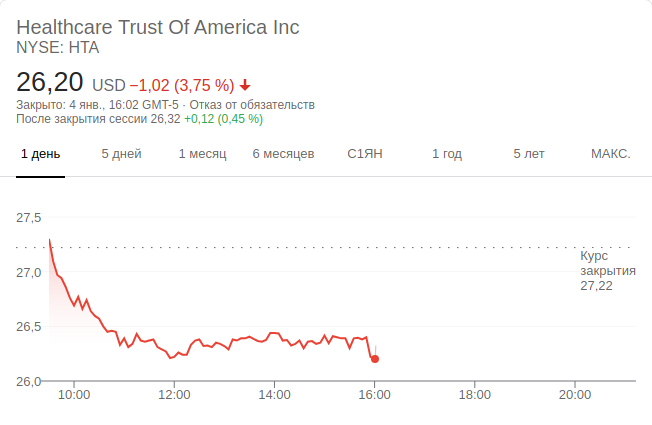 Healthcare Trust Of America Inc
NYSE: HTA
26,20 USD −1,02 (3,75 %)
Закрыто: 4 янв., 16:02 GMT-5 · Отказ от обязательств
После закрытия сессии 26,32 +0,12 (0,45 %)
1 день 5 дней 1 месяц 6 месяцев С1ЯН 1 год 5 лет МАКС.
27,5
Курс
закрытия
27,22
27,0
26,5
26,0
10:00 12:00 14:00 16:00 18:00 20:00